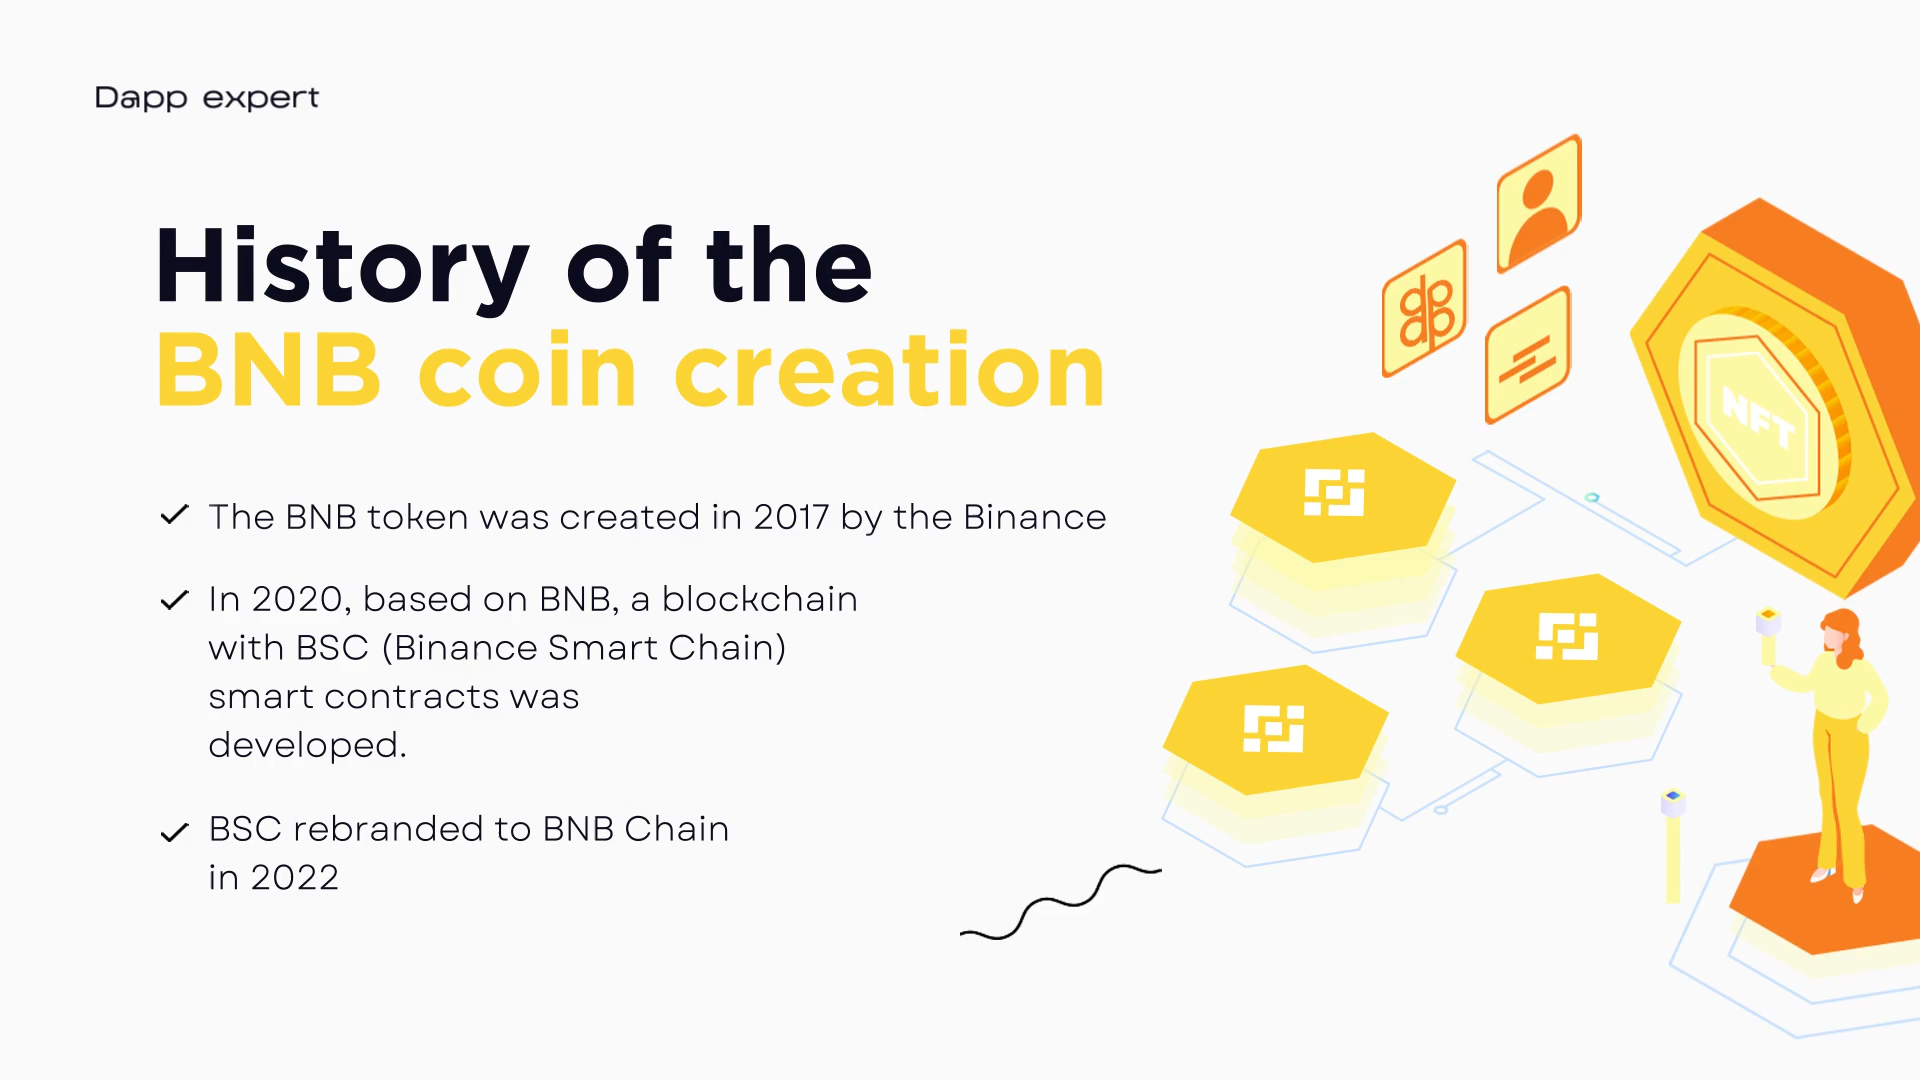 Dapp expert
History of the
BNB coin creation
The BNB token was created in 2017 by the Binance
In 2020, based on BNB, a blockchain
with BSC (Binance Smart Chain)
smart contracts was
developed.
BSC rebranded to BNB Chain
in 2022
NFT